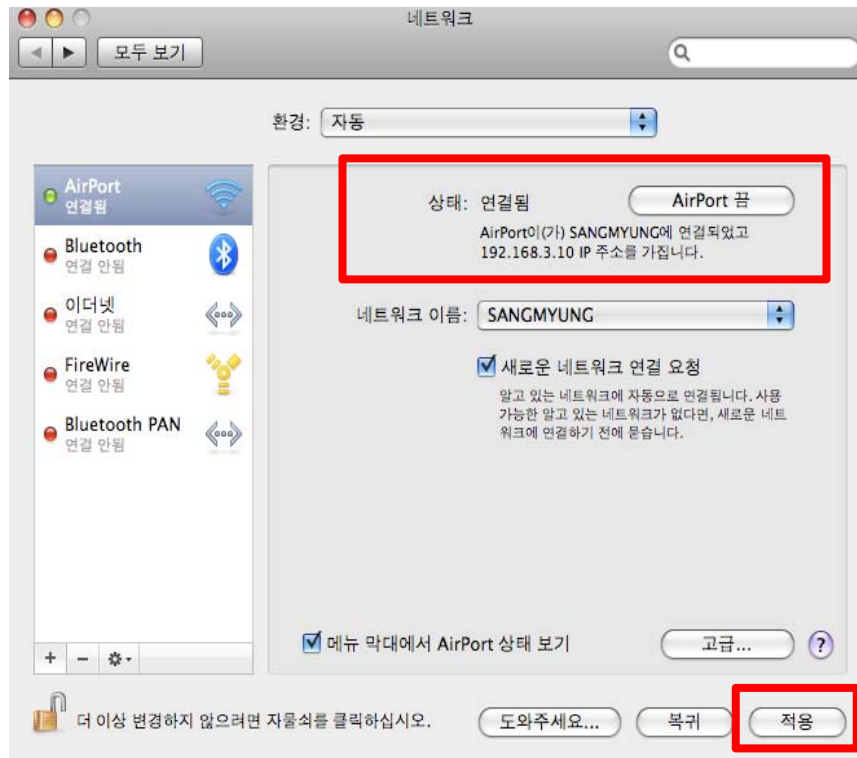 네트워크
모두 보기
환경: 자동
AirPort
연결됨
Bluetooth
연결 안됨
이더넷
연결 안됨
FireWire
연결 안됨
Bluetooth PAN
연결 안됨
상태: 연결됨 AirPort 끔
AirPort이(가) SANGMYUNG에 연결되었고
192.168.3.10 IP 주소를 가집니다.
네트워크 이름: SANGMYUNG
새로운 네트워크 연결 요청
알고 있는 네트워크에 자동으로 연결됩니다. 사용
가능한 알고 있는 네트워크가 없다면, 새로운 네트
워크에 연결하기 전에 묻습니다.
메뉴 막대에서 AirPort 상태 보기 고급... ?
+ −
더 이상 변경하지 않으려면 자물쇠를 클릭하십시오. 도와주세요... 복귀 적용